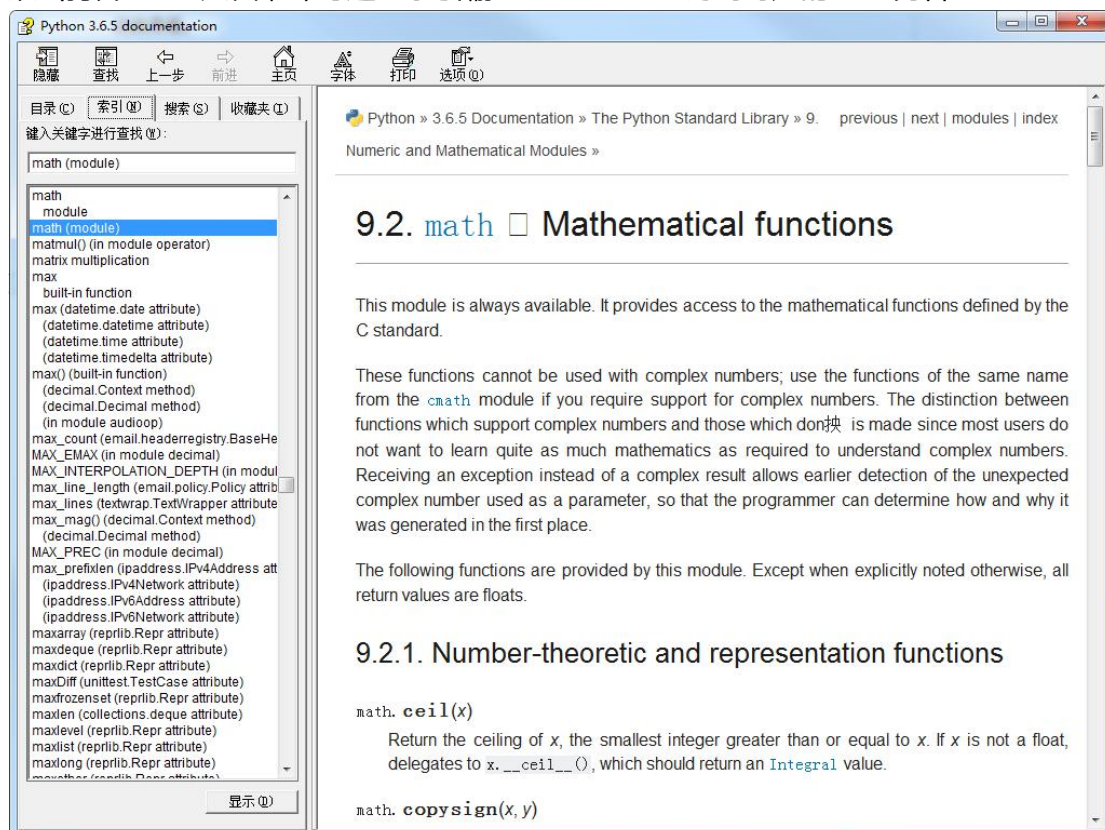 Python 3.6.5 documentation
隐藏 查找 上一步 前进 主页 字体 打印 选项(O)
目录(C) 索引(N) 搜索(S) 收藏夹(I)
键入关键字进行查找(W):
math (module)
math
module
math (module)
matmul() (in module operator)
matrix multiplication
max
built-in function
max (datetime.date attribute)
(datetime.datetime attribute)
(datetime.time attribute)
(datetime.timedelta attribute)
max() (built-in function)
(decimal.Context method)
(decimal.Decimal method)
(in module audioop)
max_count (email.headerregistry.BaseHe
MAX_EMAX (in module decimal)
MAX_INTERPOLATION_DEPTH (in modul
max_line_length (email.policy.Policy attrib
max_lines (textwrap.TextWrapper attribute
max_mag() (decimal.Context method)
(decimal.Decimal method)
MAX_PREC (in module decimal)
max_prefixlen (ipaddress.IPv4Address att
(ipaddress.IPv4Network attribute)
(ipaddress.IPv6Address attribute)
(ipaddress.IPv6Network attribute)
maxarray (reprlib.Repr attribute)
maxdeque (reprlib.Repr attribute)
maxdict (reprlib.Repr attribute)
maxDiff (unittest.TestCase attribute)
maxfrozenset (reprlib.Repr attribute)
maxlen (collections.deque attribute)
maxlevel (reprlib.Repr attribute)
maxlist (reprlib.Repr attribute)
maxlong (reprlib.Repr attribute)
显示(D)
Python » 3.6.5 Documentation » The Python Standard Library » 9. previous | next | modules | index
Numeric and Mathematical Modules »
9.2. math □ Mathematical functions
This module is always available. It provides access to the mathematical functions defined by the
C standard.
These functions cannot be used with complex numbers; use the functions of the same name
from the cmath module if you require support for complex numbers. The distinction between
functions which support complex numbers and those which don抰 is made since most users do
not want to learn quite as much mathematics as required to understand complex numbers.
Receiving an exception instead of a complex result allows earlier detection of the unexpected
complex number used as a parameter, so that the programmer can determine how and why it
was generated in the first place.
The following functions are provided by this module. Except when explicitly noted otherwise, all
return values are floats.
9.2.1. Number-theoretic and representation functions
math.ceil(x)
Return the ceiling of x, the smallest integer greater than or equal to x. If x is not a float,
delegates to x.__ceil__(), which should return an Integral value.
math.copysign(x, y)